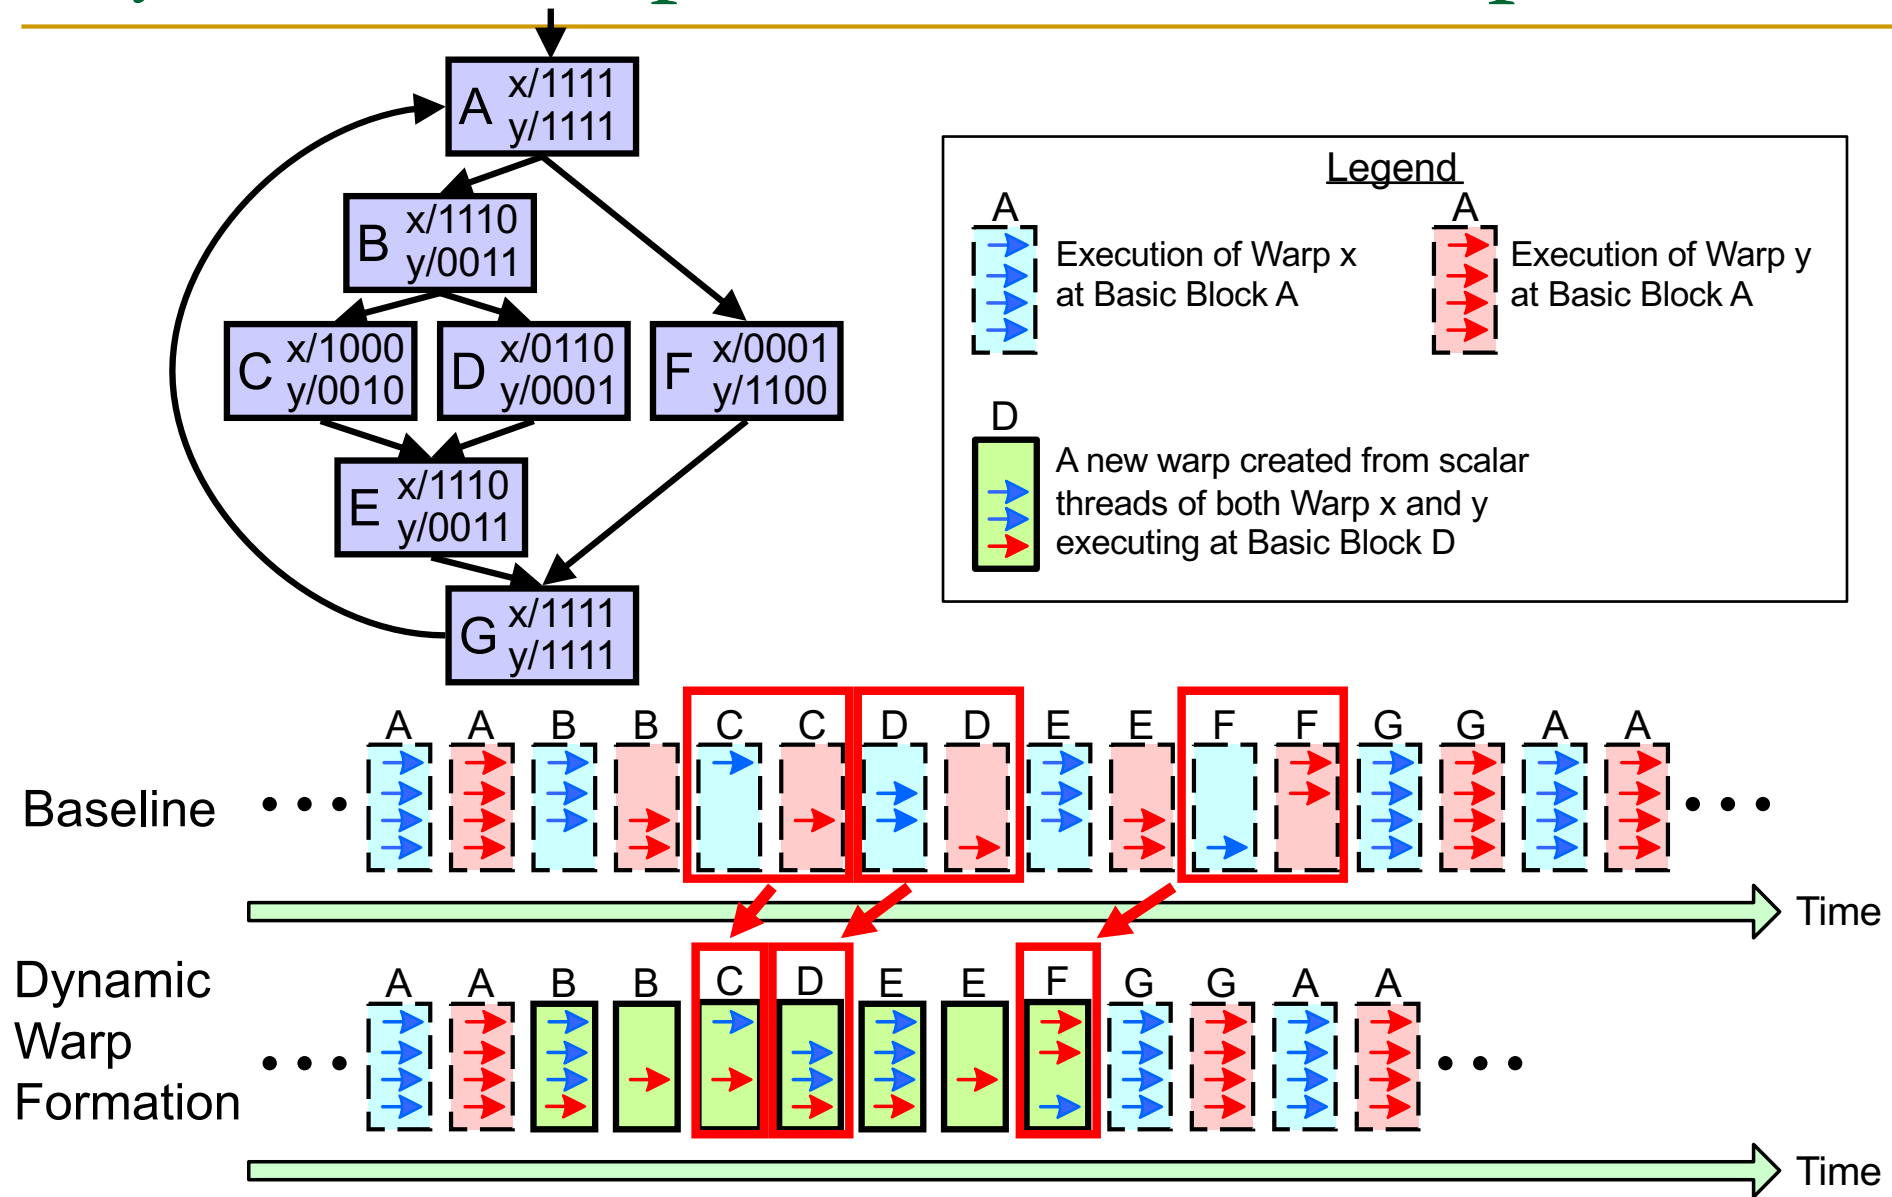 A x/1111
y/1111
B x/1110
y/0011
C x/1000
y/0010
D x/0110
y/0001
F x/0001
y/1100
E x/1110
y/0011
G x/1111
y/1111
Legend
A
Execution of Warp x
at Basic Block A
A
Execution of Warp y
at Basic Block A
D
A new warp created from scalar
threads of both Warp x and y
executing at Basic Block D
A A B B C C D D E E F F G G A A
Baseline
Time
Dynamic
Warp
Formation
A A B B C D E E F G G A A
Time